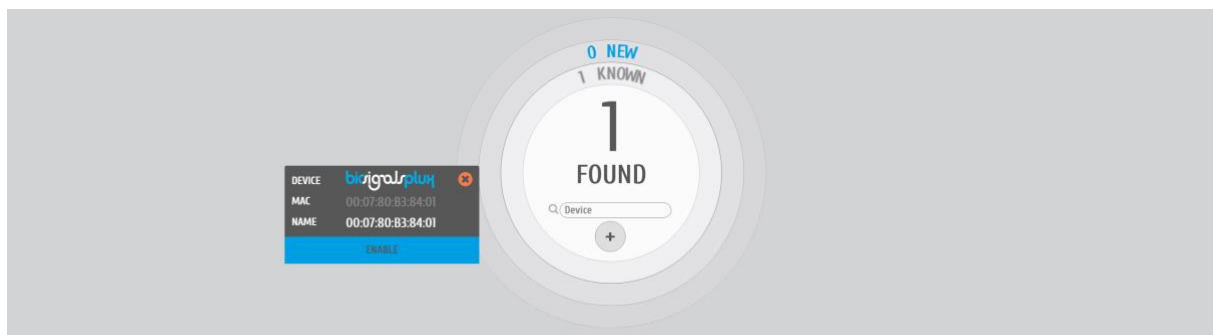 0 NEW
1 KNOWN
1
FOUND
Device
+
DEVICE biosignalsplux
MAC 00:07:80:B3:84:01
NAME 00:07:80:B3:84:01
ENABLE